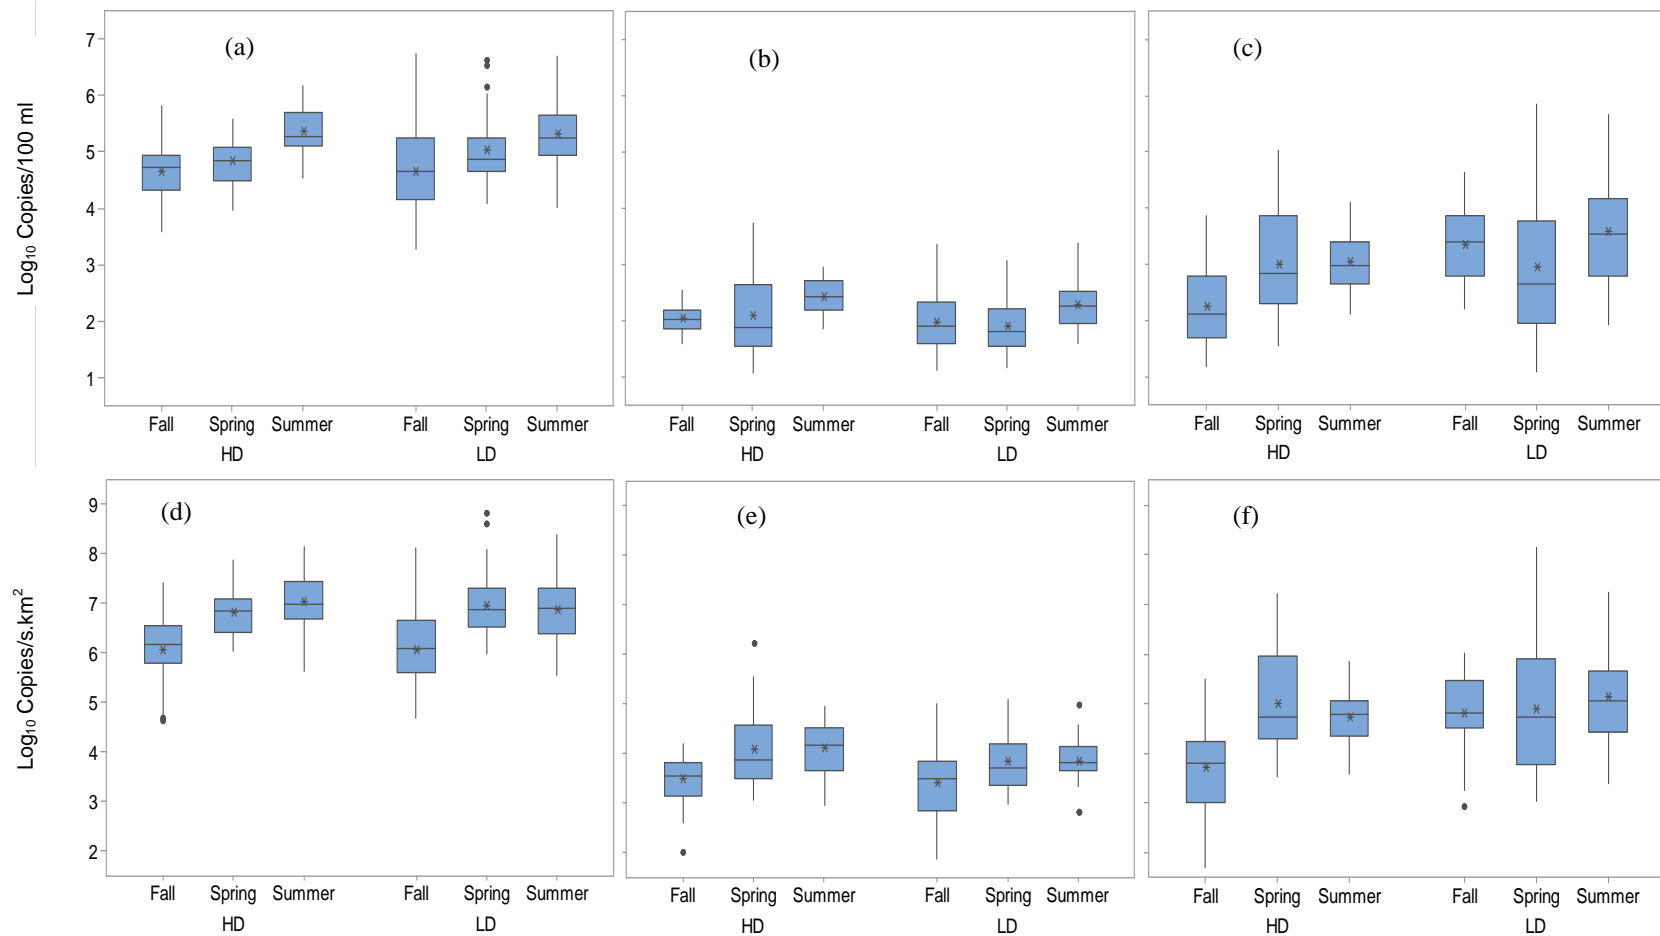 (a)
(b)
(c)
Log10 Copies/100 ml
7
6
5
4
3
2
1
Fall Spring Summer Fall Spring Summer
HD LD
Fall Spring Summer Fall Spring Summer
HD LD
Fall Spring Summer Fall Spring Summer
HD LD
(d)
(e)
(f)
Log10 Copies/s.km2
9
8
7
6
5
4
3
2
Fall Spring Summer Fall Spring Summer
HD LD
Fall Spring Summer Fall Spring Summer
HD LD
Fall Spring Summer Fall Spring Summer
HD LD